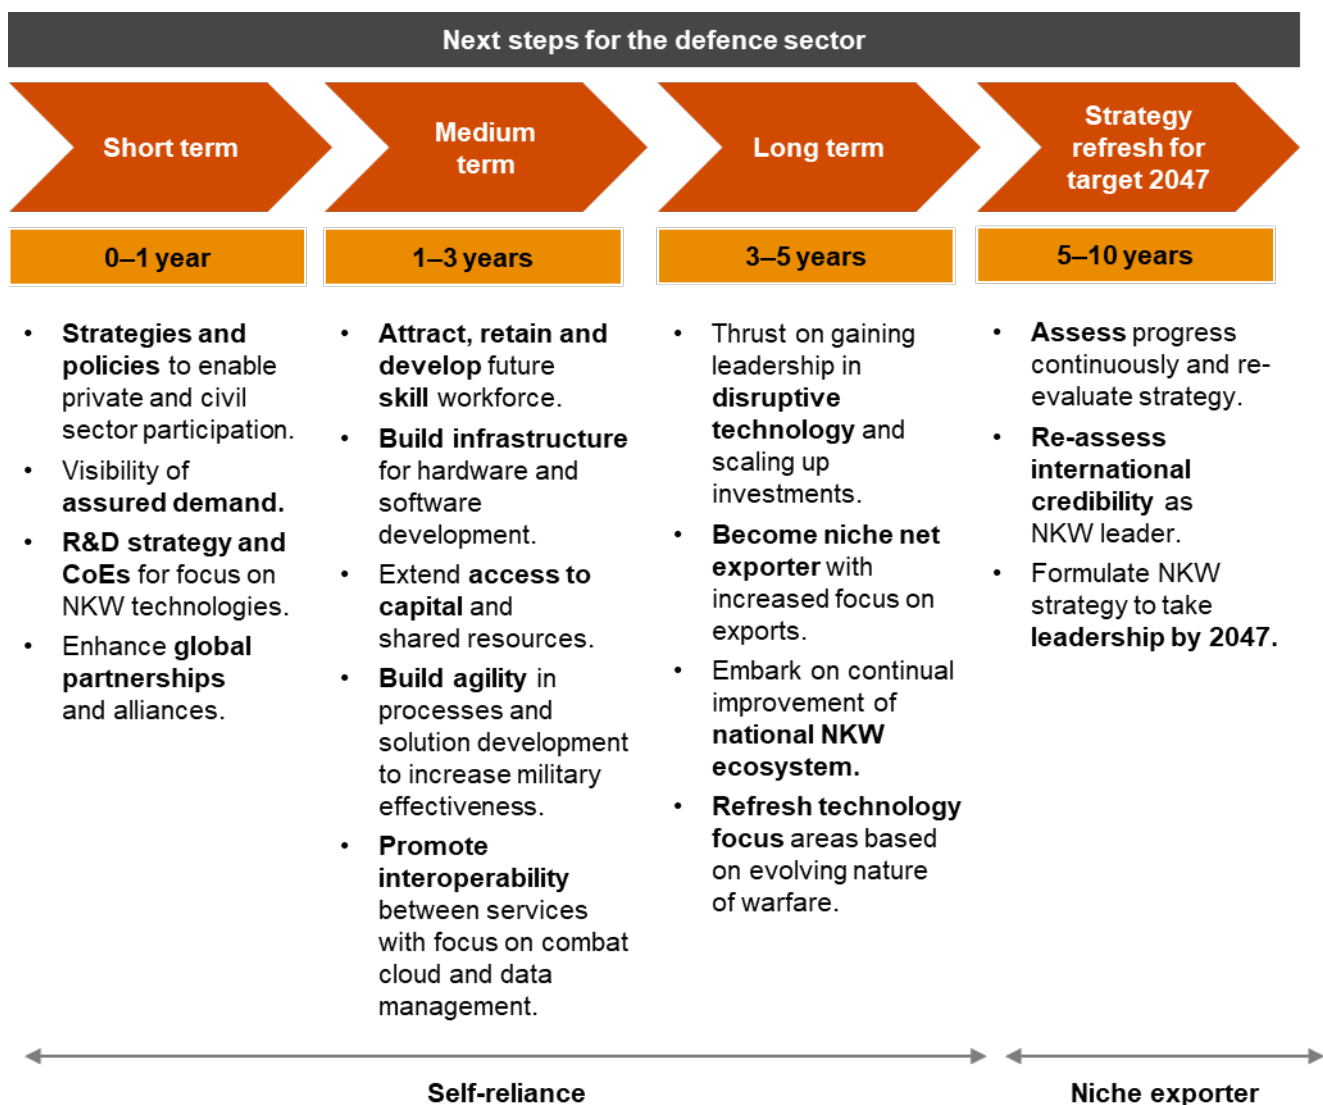 Next steps for the defence sector
Short term
Medium
term
Long term
Strategy
refresh for
target 2047
0–1 year
1–3 years
3–5 years
5–10 years
• Strategies and
policies to enable
private and civil
sector participation.
• Visibility of
assured demand.
• R&D strategy and
CoEs for focus on
NKW technologies.
• Enhance global
partnerships
and alliances.
• Attract, retain and
develop future
skill workforce.
• Build infrastructure
for hardware and
software
development.
• Extend access to
capital and
shared resources.
• Build agility in
processes and
solution development
to increase military
effectiveness.
• Promote
interoperability
between services
with focus on combat
cloud and data
management.
• Thrust on gaining
leadership in
disruptive
technology and
scaling up
investments.
• Become niche net
exporter with
increased focus on
exports.
• Embark on continual
improvement of
national NKW
ecosystem.
• Refresh technology
focus areas based
on evolving nature
of warfare.
• Assess progress
continuously and re-
evaluate strategy.
• Re-assess
international
credibility as
NKW leader.
• Formulate NKW
strategy to take
leadership by 2047.
Self-reliance
Niche exporter